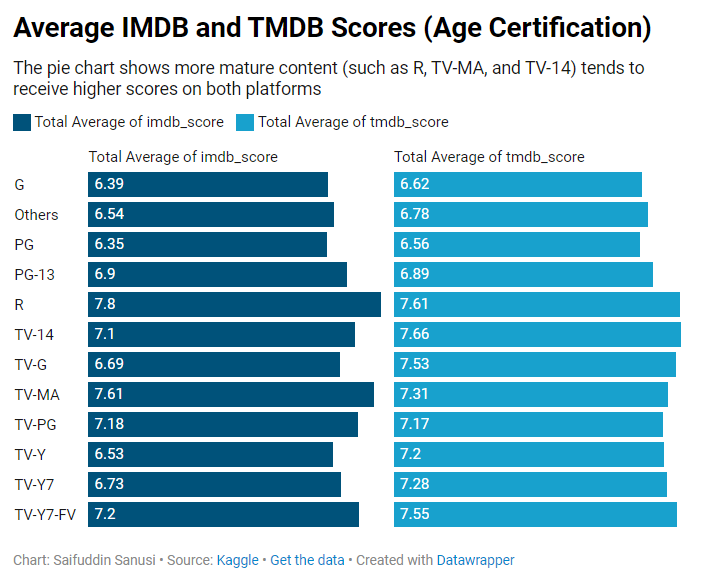 Average IMDB and TMDB Scores (Age Certification)
The pie chart shows more mature content (such as R, TV-MA, and TV-14) tends to
receive higher scores on both platforms
Total Average of imdb_score Total Average of tmdb_score
Total Average of imdb_score Total Average of tmdb_score
G 6.39 6.62
Others 6.54 6.78
PG 6.35 6.56
PG-13 6.9 6.89
R 7.8 7.61
TV-14 7.1 7.66
TV-G 6.69 7.53
TV-MA 7.61 7.31
TV-PG 7.18 7.17
TV-Y 6.53 7.2
TV-Y7 6.73 7.28
TV-Y7-FV 7.2 7.55
Chart: Saifuddin Sanusi • Source: Kaggle • Get the data • Created with Datawrapper